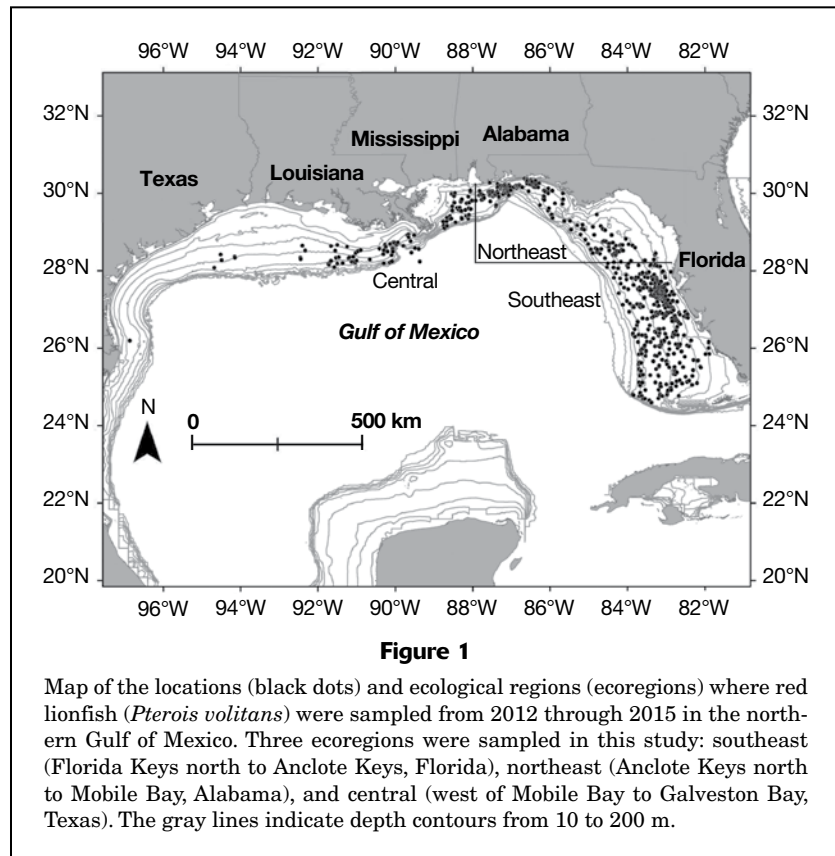 96°W 94°W 92°W 90°W 88°W 86°W 84°W 82°W
32°N 32°N
Mississippi Alabama
Texas Louisiana
30°N 30°N
Northeast Florida
28°N 28°N
Central
Southeast
Gulf of Mexico
26°N 26°N
N
0 500 km
24°N 24°N
22°N 22°N
20°N 20°N
96°W 94°W 92°W 90°W 88°W 86°W 84°W 82°W
Figure 1
Map of the locations (black dots) and ecological regions (ecoregions) where red
lionfish (Pterois volitans) were sampled from 2012 through 2015 in the north-
ern Gulf of Mexico. Three ecoregions were sampled in this study: southeast
(Florida Keys north to Anclote Keys, Florida), northeast (Anclote Keys north
to Mobile Bay, Alabama), and central (west of Mobile Bay to Galveston Bay,
Texas). The gray lines indicate depth contours from 10 to 200 m.